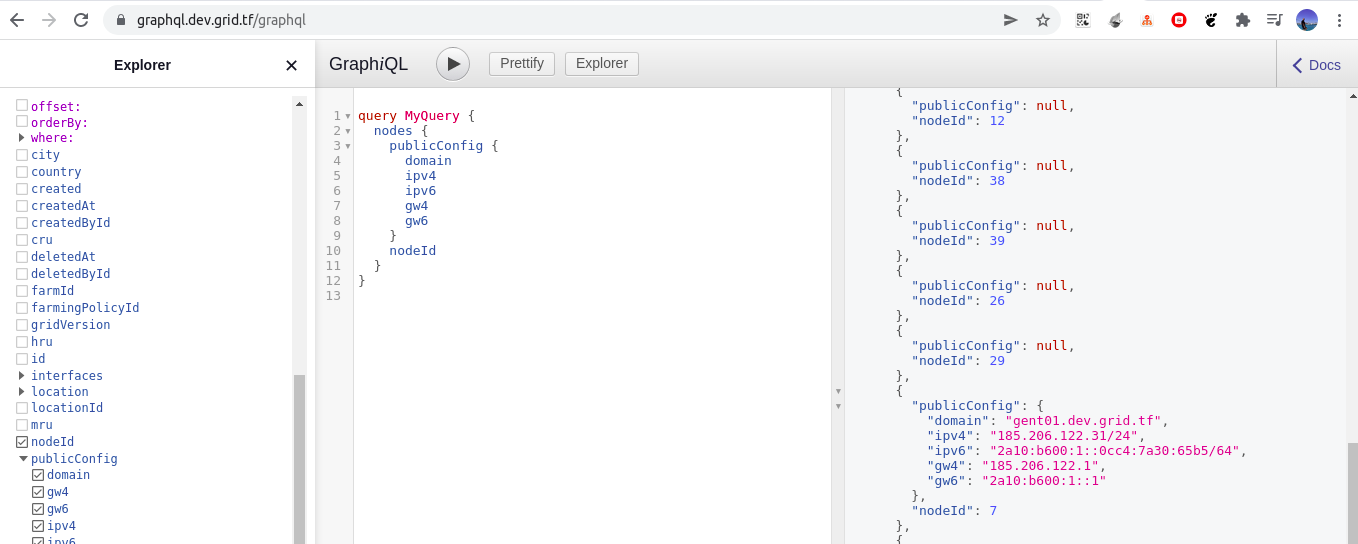 graphql.dev.grid.tf/graphql
Explorer
offset:
orderBy:
where:
city
country
created
createdAt
createdById
cru
deletedAt
deletedById
farmId
farmingPolicyId
gridVersion
hru
id
interfaces
location
locationId
mru
nodeId
publicConfig
domain
gw4
gw6
ipv4
ipv6
GraphiQL
Prettify
Explorer
Docs
1 query MyQuery {
2 nodes {
3 publicConfig {
4 domain
5 ipv4
6 ipv6
7 gw4
8 gw6
9 }
10 nodeId
11 }
12 }
13
{
"publicConfig": null,
"nodeId": 12
},
{
"publicConfig": null,
"nodeId": 38
},
{
"publicConfig": null,
"nodeId": 39
},
{
"publicConfig": null,
"nodeId": 26
},
{
"publicConfig": null,
"nodeId": 29
},
{
"publicConfig": {
"domain": "gent01.dev.grid.tf",
"ipv4": "185.206.122.31/24",
"ipv6": "2a10:b600:1::0cc4:7a30:65b5/64",
"gw4": "185.206.122.1",
"gw6": "2a10:b600:1::1"
},
"nodeId": 7
},
{